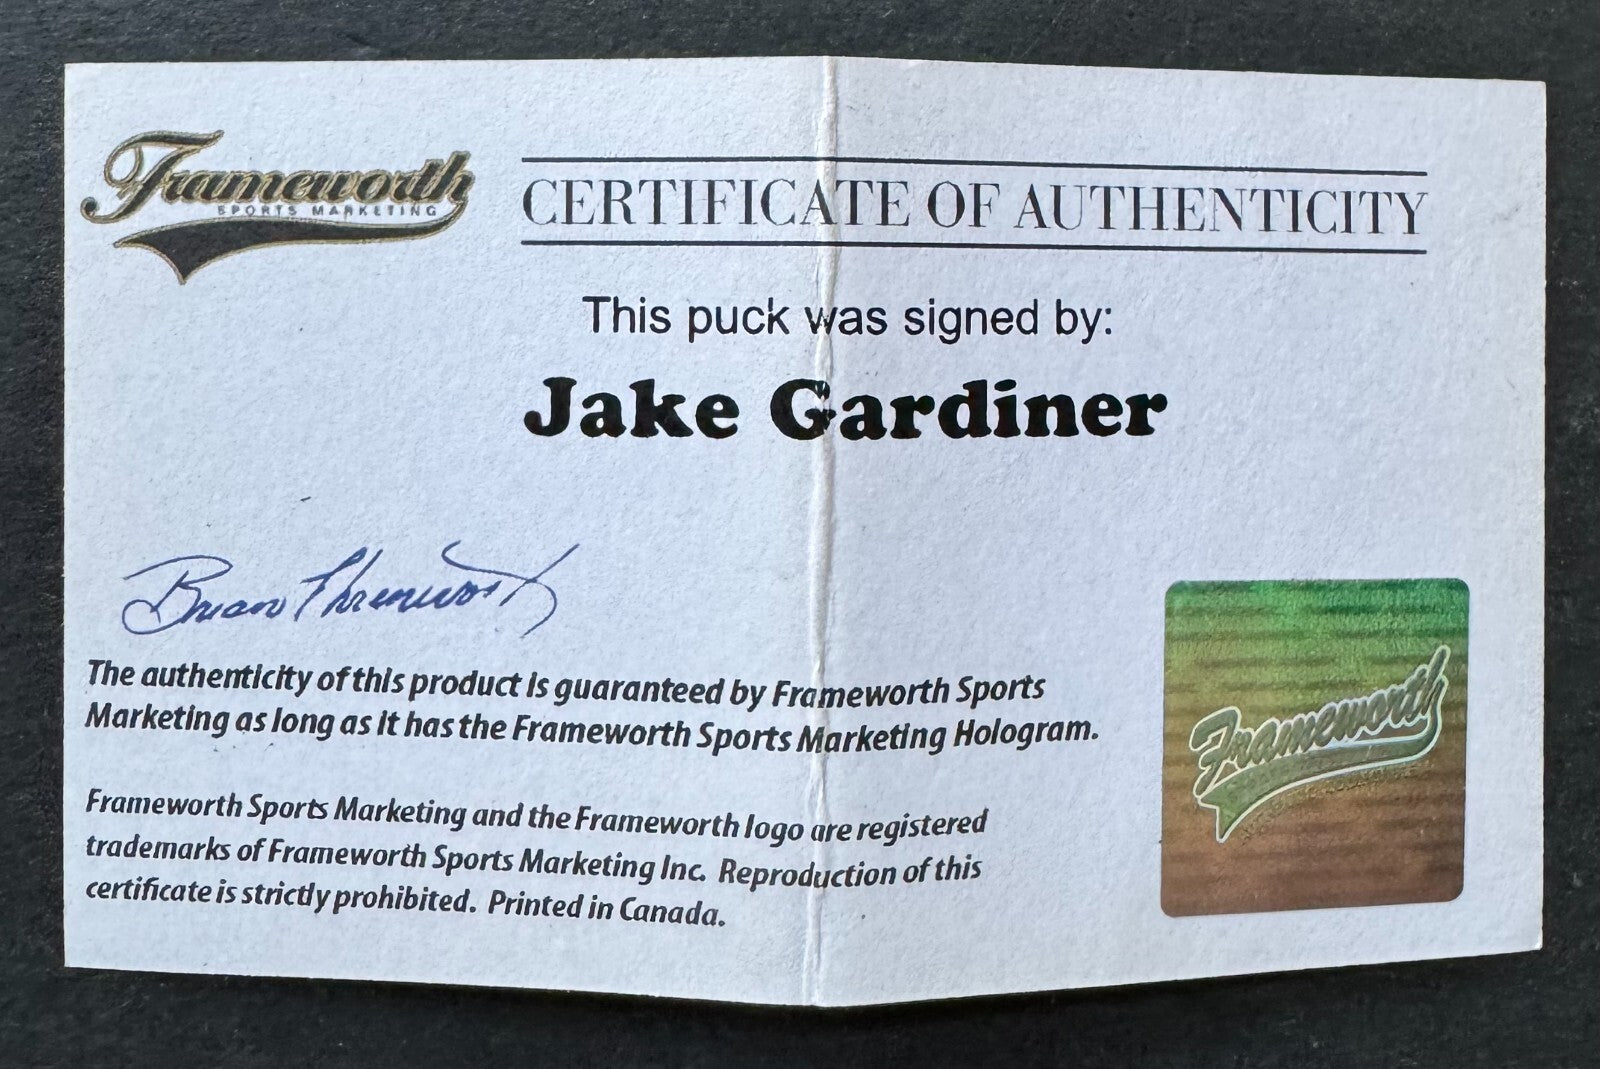 Frameworth
SPORTS MARKETING
CERTIFICATE OF AUTHENTICITY
This puck was signed by:
Jake Gardiner
Brian
The authenticity of this product is guaranteed by Frameworth Sports
Marketing as long as it has the Frameworth Sports Marketing Hologram.
Frameworth Sports Marketing and the Frameworth logo are registered
trademarks of Frameworth Sports Marketing Inc. Reproduction of this
certificate is strictly prohibited. Printed in Canada.
Frameworth